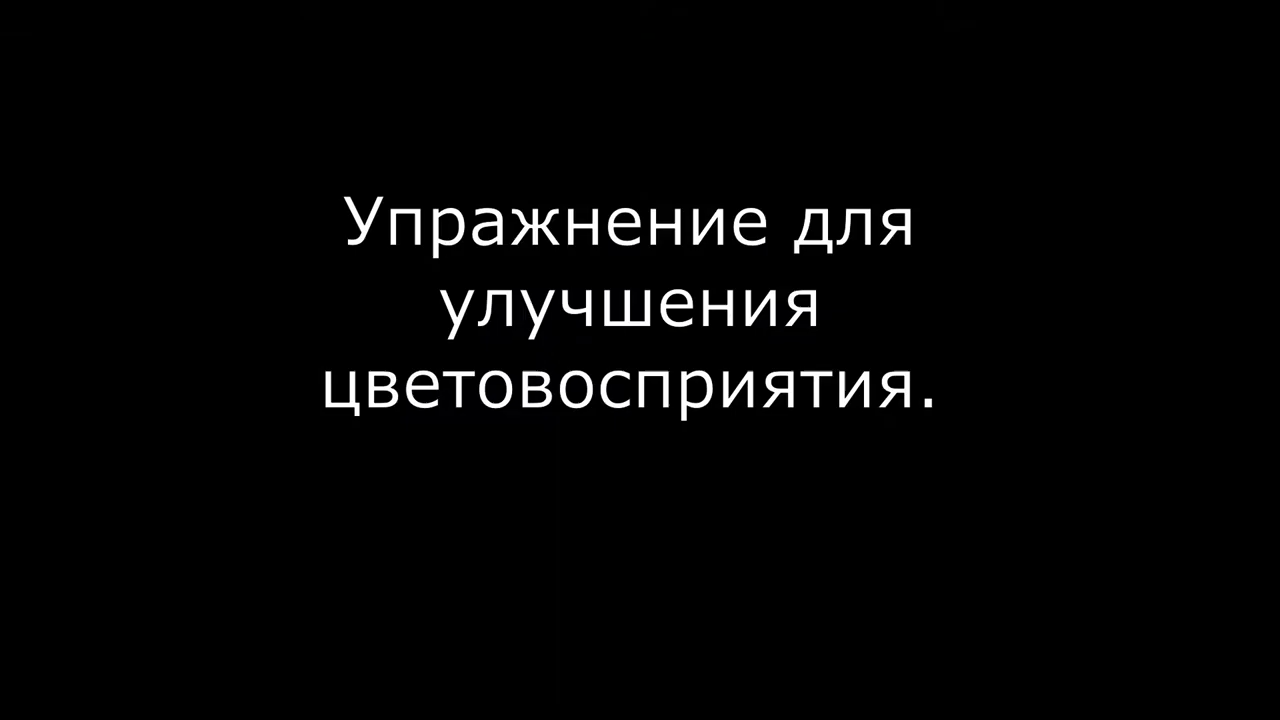 Упражнение для
улучшения
цветовосприятия.